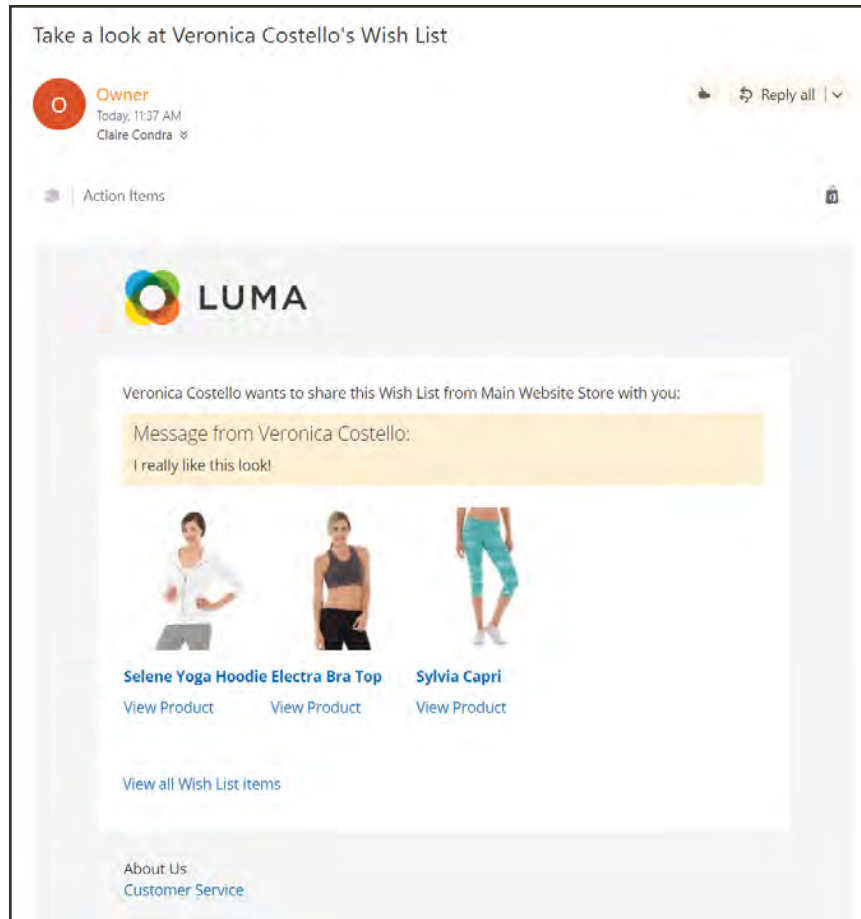 Take a look at Veronica Costello's Wish List
O
Owner
Today, 11:37 AM
Claire Condra
Reply all
Action Items
LUMA
Veronica Costello wants to share this Wish List from Main Website Store with you:
Message from Veronica Costello:
I really like this look!
Selene Yoga Hoodie Electra Bra Top Sylvia Capri
View Product View Product View Product
View all Wish List items
About Us
Customer Service